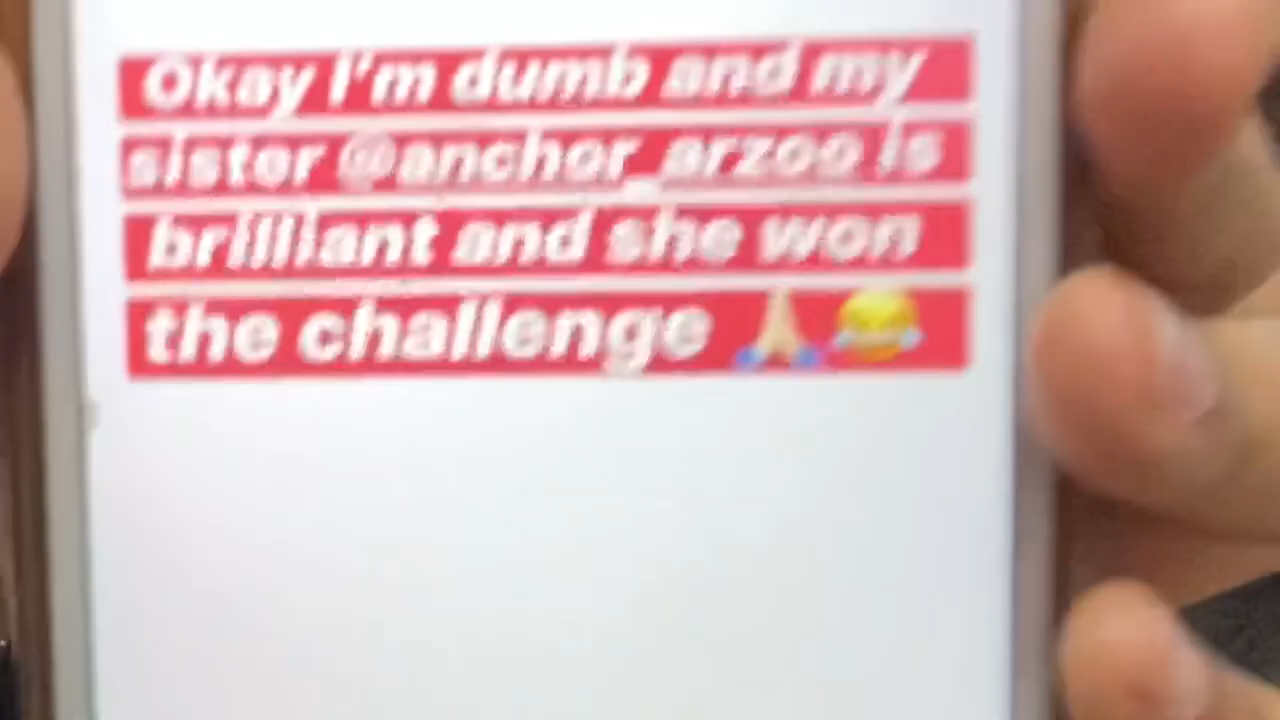 Okay I'm dumb and my
sister @anchor_arzoo is
brilliant and she won
the challenge 🙏🏼😂